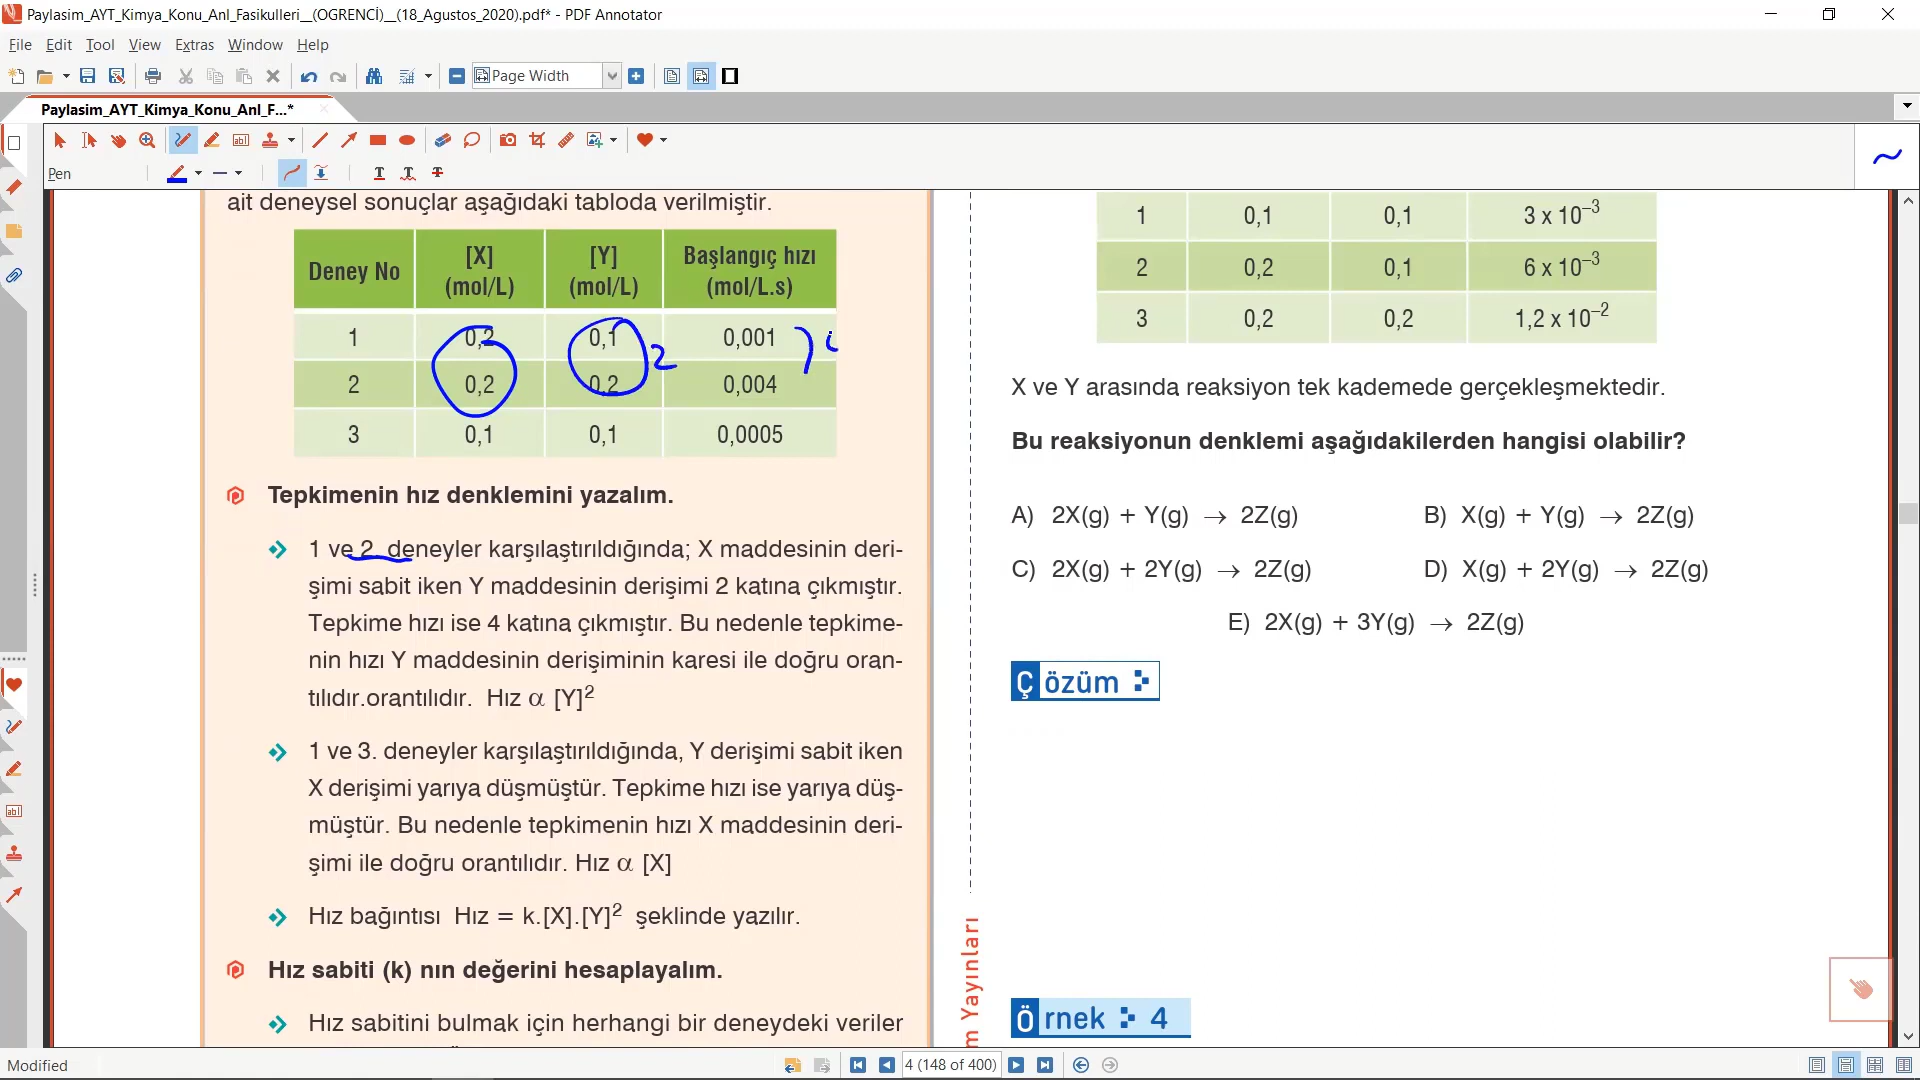 Paylasim_AYT_Kimya_Konu_Anl_Fasikulleri__(OGRENCİ)__(18_Agustos_2020).pdf* - PDF Annotator
File Edit Tool View Extras Window Help
Page Width
Paylasim_AYT_Kimya_Konu_Anl_F...*
Pen
ait deneysel sonuçlar aşağıdaki tabloda verilmiştir.
Deney No [X] (mol/L) [Y] (mol/L) Başlangıç hızı (mol/L.s)
1 0,2 0,1 0,001
2 0,2 0,2 0,004
3 0,1 0,1 0,0005
2
Tepkimenin hız denklemini yazalım.
1 ve 2. deneyler karşılaştırıldığında; X maddesinin deri-
şimi sabit iken Y maddesinin derişimi 2 katına çıkmıştır.
Tepkime hızı ise 4 katına çıkmıştır. Bu nedenle tepkime-
nin hızı Y maddesinin derişiminin karesi ile doğru oran-
tılıdır.orantılıdır. Hız α [Y]²
1 ve 3. deneyler karşılaştırıldığında, Y derişimi sabit iken
X derişimi yarıya düşmüştür. Tepkime hızı ise yarıya düş-
müştür. Bu nedenle tepkimenin hızı X maddesinin deri-
şimi ile doğru orantılıdır. Hız α [X]
Hız bağıntısı Hız = k.[X].[Y]² şeklinde yazılır.
Hız sabiti (k) nın değerini hesaplayalım.
Hız sabitini bulmak için herhangi bir deneydeki veriler
1 0,1 0,1 3 x 10⁻³
2 0,2 0,1 6 x 10⁻³
3 0,2 0,2 1,2 x 10⁻²
X ve Y arasında reaksiyon tek kademede gerçekleşmektedir.
Bu reaksiyonun denklemi aşağıdakilerden hangisi olabilir?
A) 2X(g) + Y(g) → 2Z(g) B) X(g) + Y(g) → 2Z(g)
C) 2X(g) + 2Y(g) → 2Z(g) D) X(g) + 2Y(g) → 2Z(g)
E) 2X(g) + 3Y(g) → 2Z(g)
Çözüm
m Yayınları
Örnek 4
Modified
4 (148 of 400)